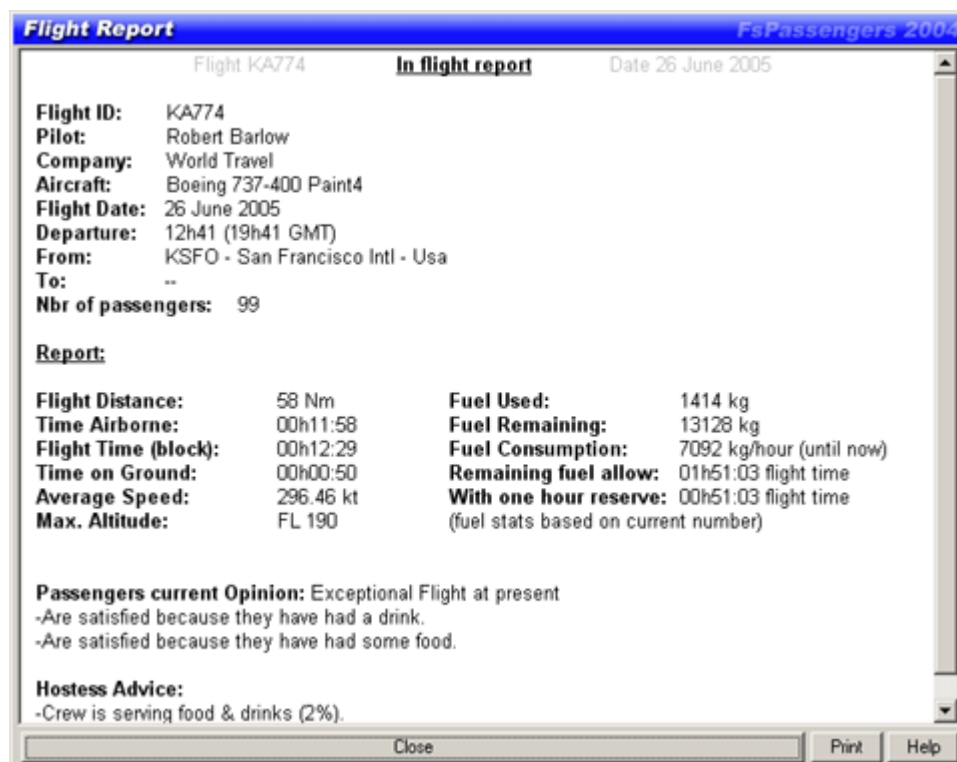 Flight Report FsPassengers 2004
Flight KA774 In flight report Date 26 June 2005
Flight ID: KA774
Pilot: Robert Barlow
Company: World Travel
Aircraft: Boeing 737-400 Paint4
Flight Date: 26 June 2005
Departure: 12h41 (19h41 GMT)
From: KSFO - San Francisco Intl - Usa
To: --
Nbr of passengers: 99
Report:
Flight Distance: 58 Nm Fuel Used: 1414 kg
Time Airborne: 00h11:58 Fuel Remaining: 13128 kg
Flight Time (block): 00h12:29 Fuel Consumption: 7092 kg/hour (until now)
Time on Ground: 00h00:50 Remaining fuel allow: 01h51:03 flight time
Average Speed: 296.46 kt With one hour reserve: 00h51:03 flight time
Max. Altitude: FL 190 (fuel stats based on current number)
Passengers current Opinion: Exceptional Flight at present
-Are satisfied because they have had a drink.
-Are satisfied because they have had some food.
Hostess Advice:
-Crew is serving food & drinks (2%).
Close Print Help